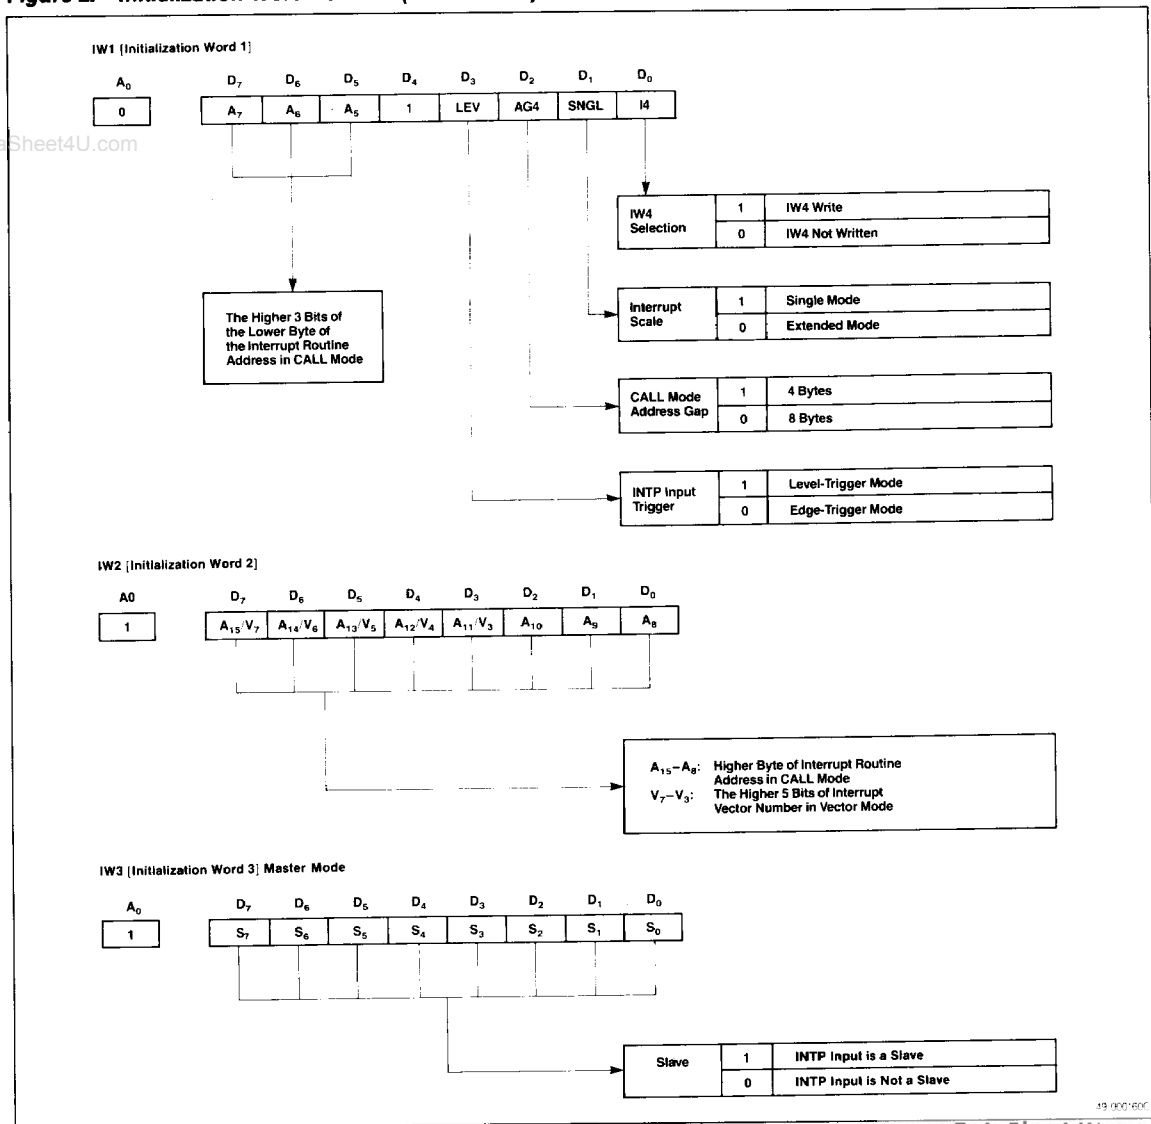 IW1 [Initialization Word 1]
A0 D7 D6 D5 D4 D3 D2 D1 D0
0 A7 A6 A5 1 LEV AG4 SNGL I4
aSheet4U.com
IW4 Selection 1 IW4 Write
0 IW4 Not Written
The Higher 3 Bits of
the Lower Byte of
the Interrupt Routine
Address in CALL Mode
Interrupt Scale 1 Single Mode
0 Extended Mode
CALL Mode Address Gap 1 4 Bytes
0 8 Bytes
INTP Input Trigger 1 Level-Trigger Mode
0 Edge-Trigger Mode
IW2 [Initialization Word 2]
A0 D7 D6 D5 D4 D3 D2 D1 D0
1 A15/V7 A14/V6 A13/V5 A12/V4 A11/V3 A10 A9 A8
A15–A8: Higher Byte of Interrupt Routine
Address in CALL Mode
V7–V3: The Higher 5 Bits of Interrupt
Vector Number in Vector Mode
IW3 [Initialization Word 3] Master Mode
A0 D7 D6 D5 D4 D3 D2 D1 D0
1 S7 S6 S5 S4 S3 S2 S1 S0
Slave 1 INTP Input is a Slave
0 INTP Input is Not a Slave